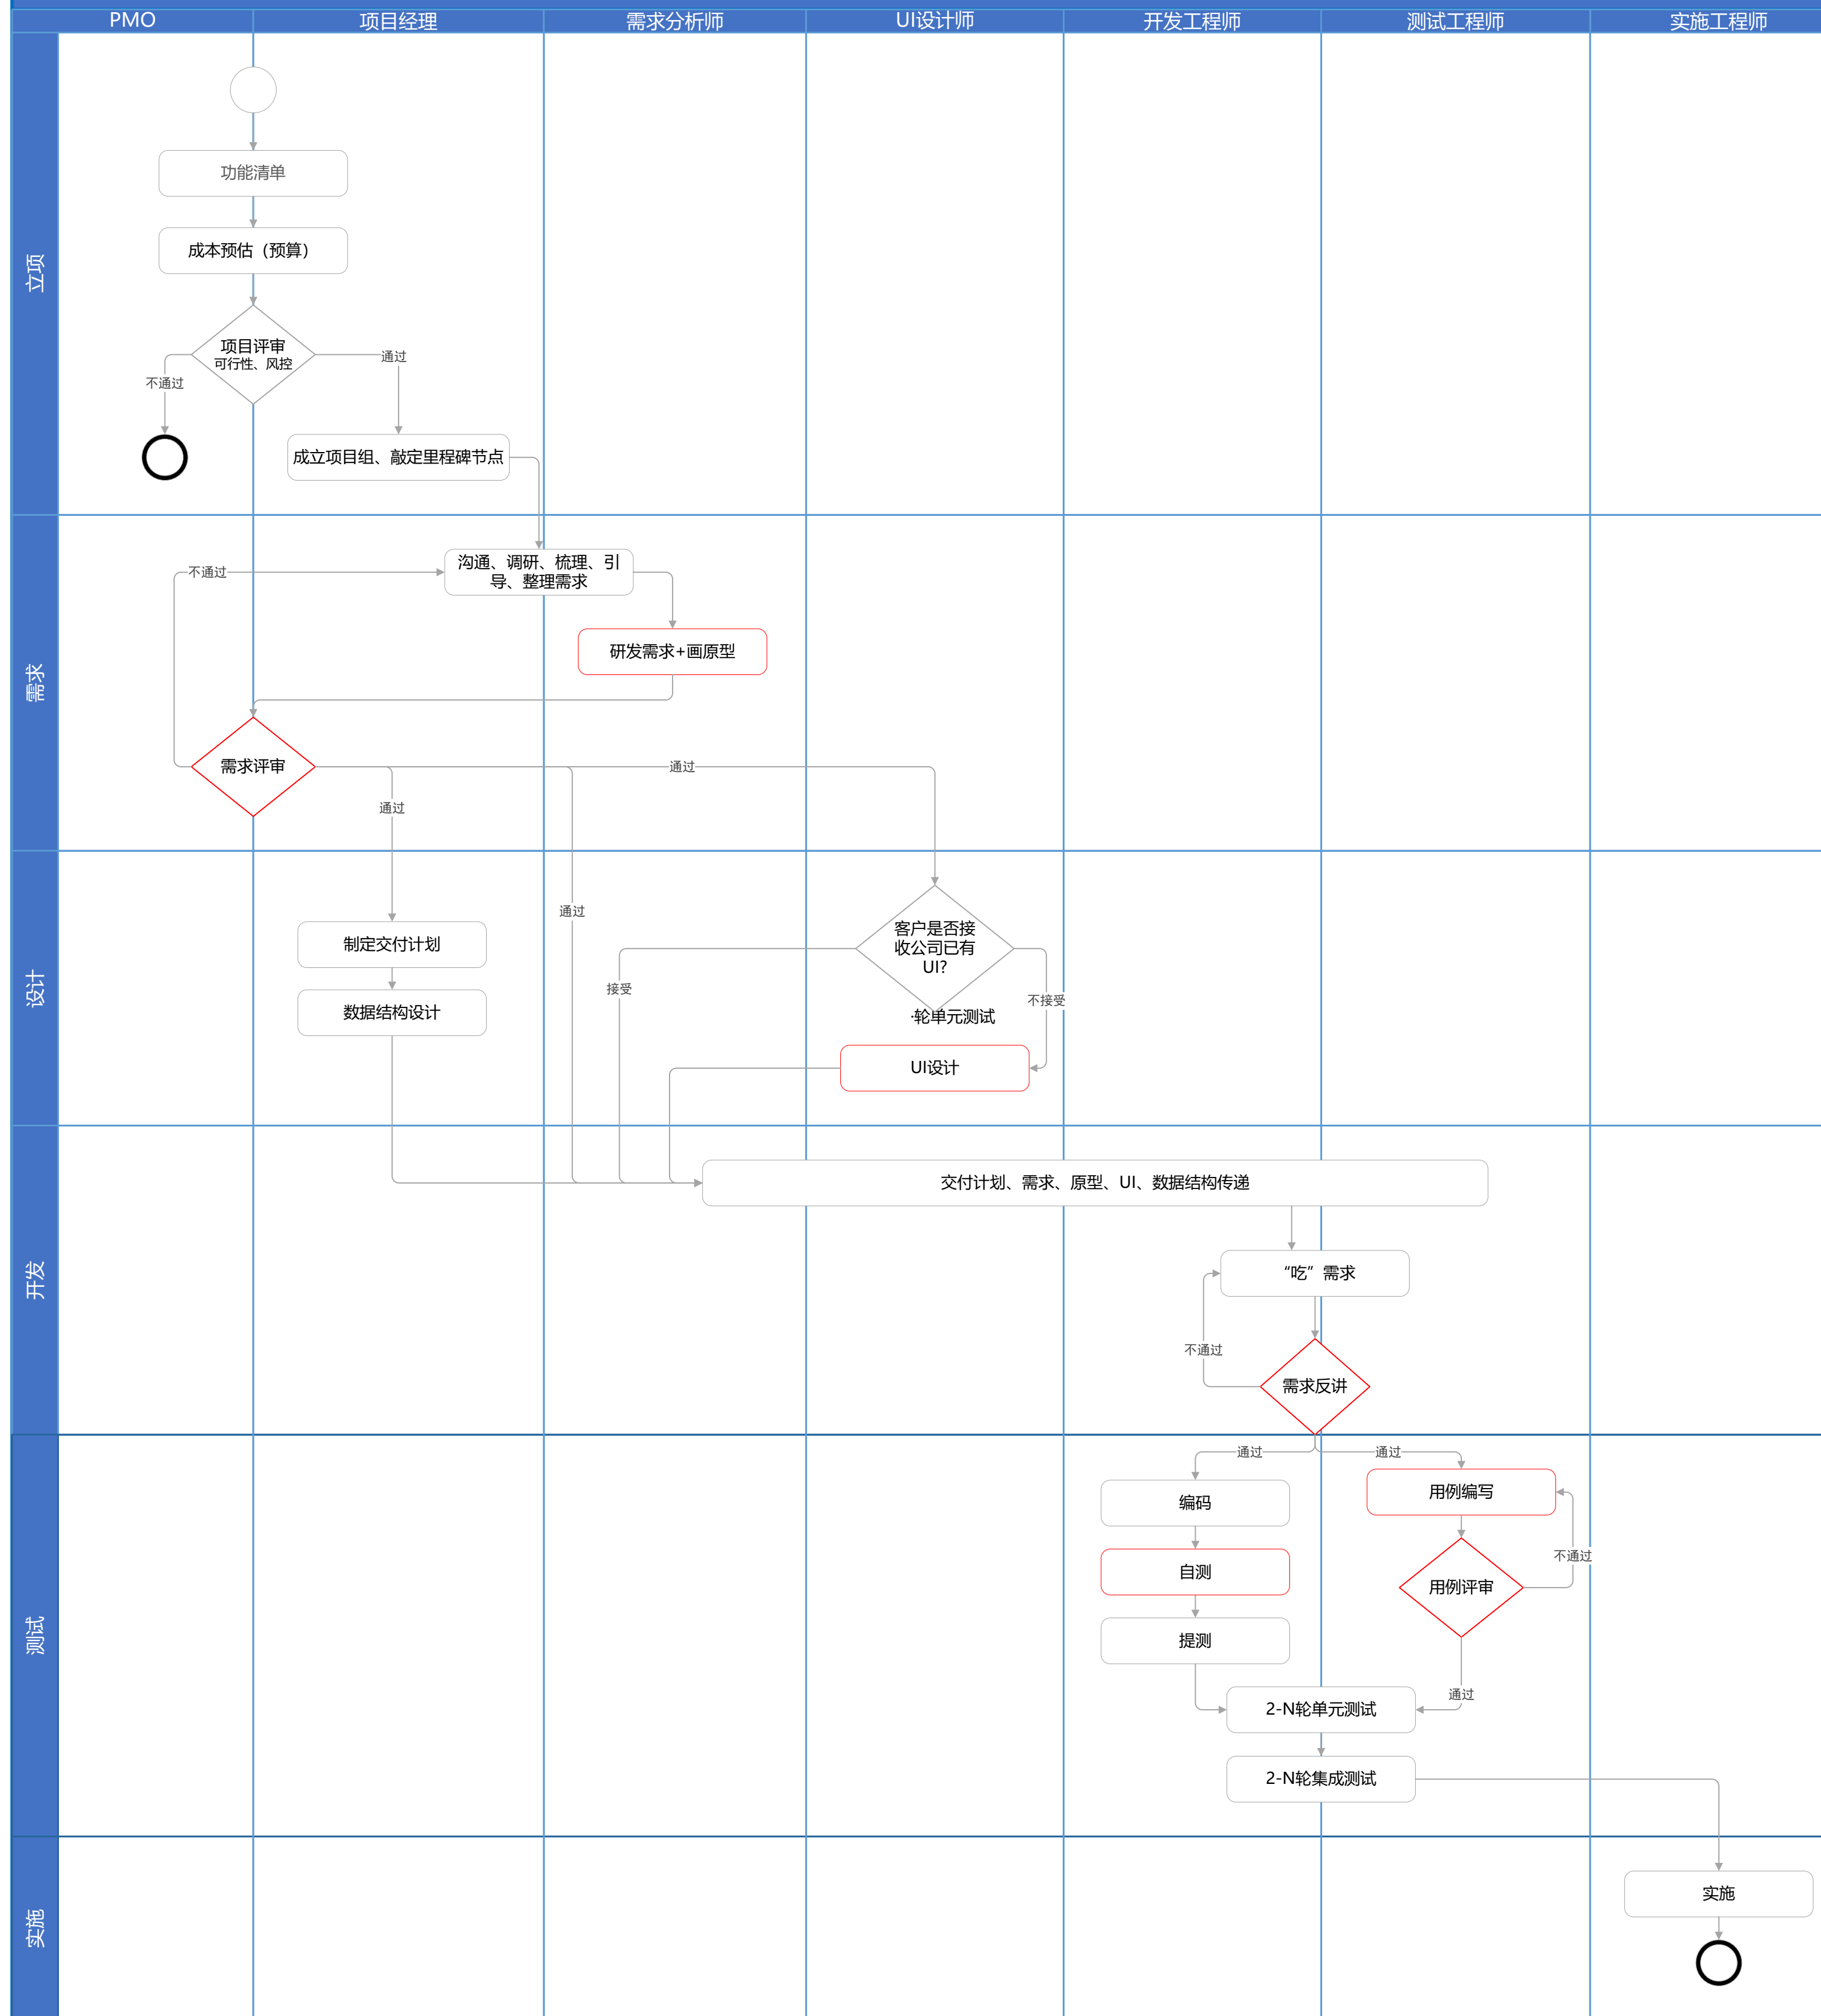 PMO
项目经理
需求分析师
UI设计师
开发工程师
测试工程师
实施工程师
立项
功能清单
成本预估（预算）
项目评审
可行性、风控
通过
不通过
成立项目组、敲定里程碑节点
需求
不通过
沟通、调研、梳理、引
导、整理需求
研发需求+画原型
需求评审
通过
通过
设计
通过
客户是否接
收公司已有
UI?
制定交付计划
接受
不接受
数据结构设计
·轮单元测试
UI设计
开发
交付计划、需求、原型、UI、数据结构传递
“吃”需求
不通过
需求反讲
测试
通过
通过
编码
用例编写
不通过
自测
用例评审
提测
通过
2-N轮单元测试
2-N轮集成测试
实施
实施